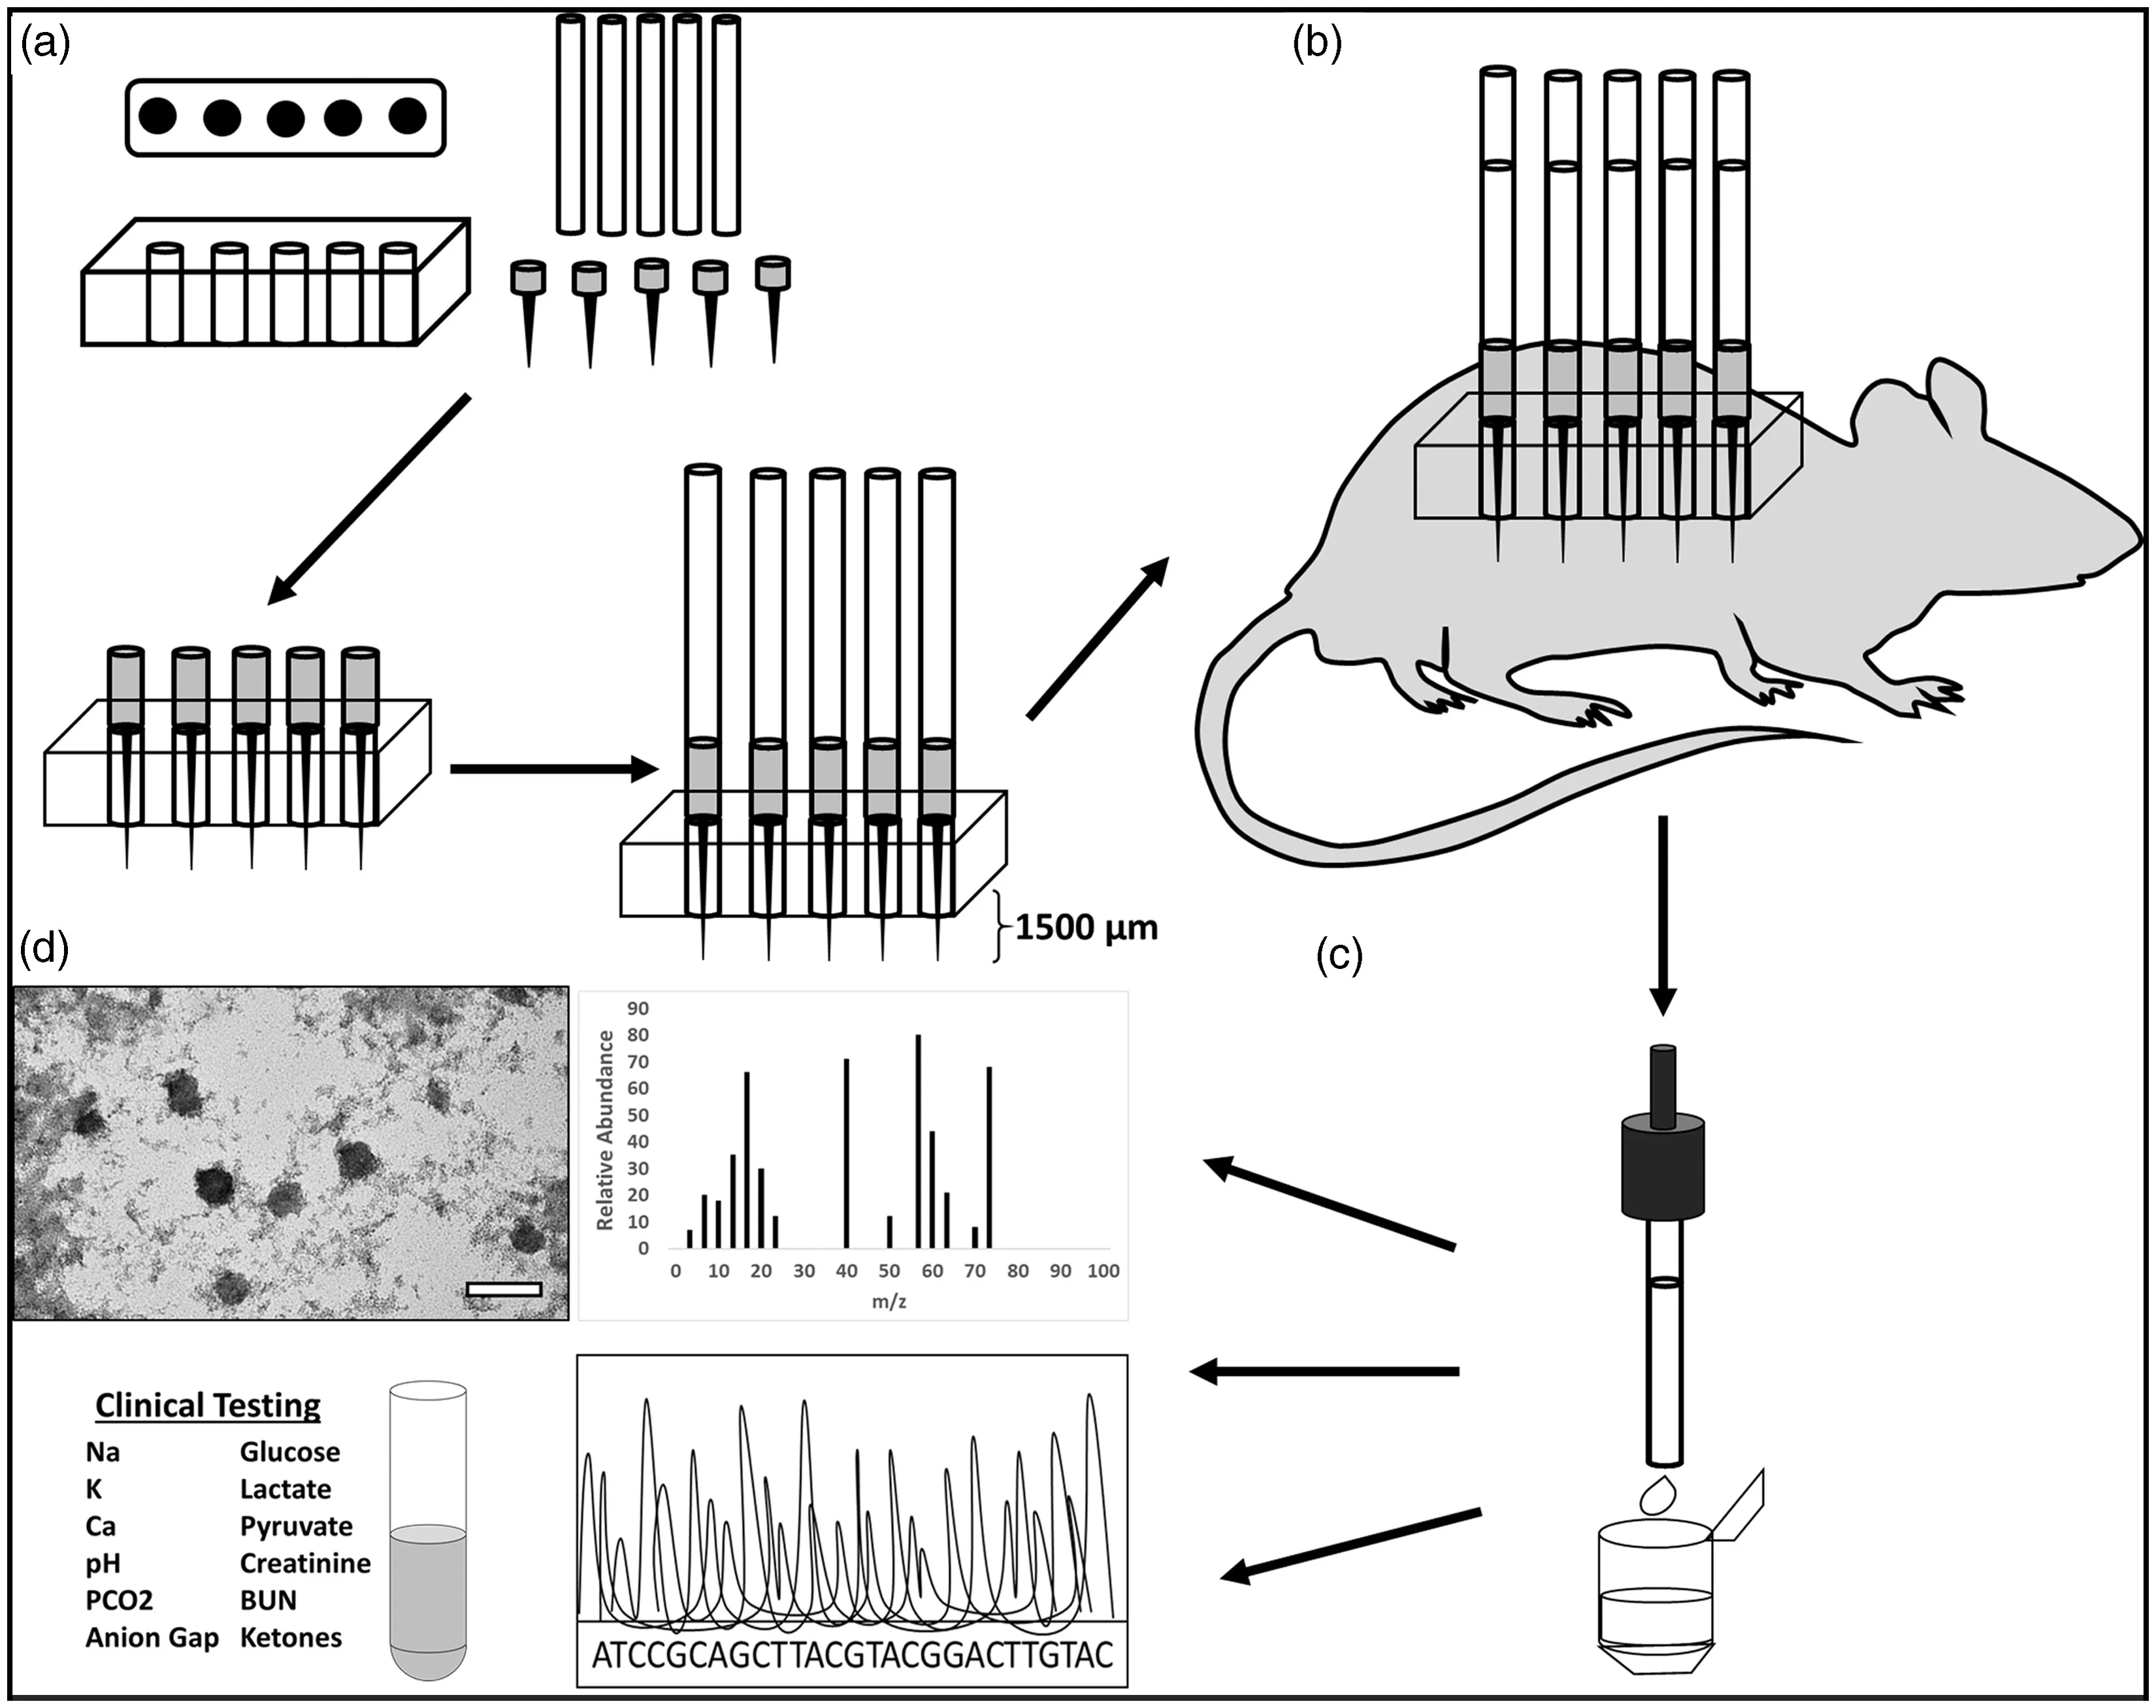 (a)
(b)
1500 µm
(d)
(c)
90
80
70
60
50
40
30
20
10
0
Relative Abundance
0 10 20 30 40 50 60 70 80 90 100
m/z
Clinical Testing
Na Glucose
K Lactate
Ca Pyruvate
pH Creatinine
PCO2 BUN
Anion Gap Ketones
ATCCGCAGCTTACGTACGGACTTGTAC